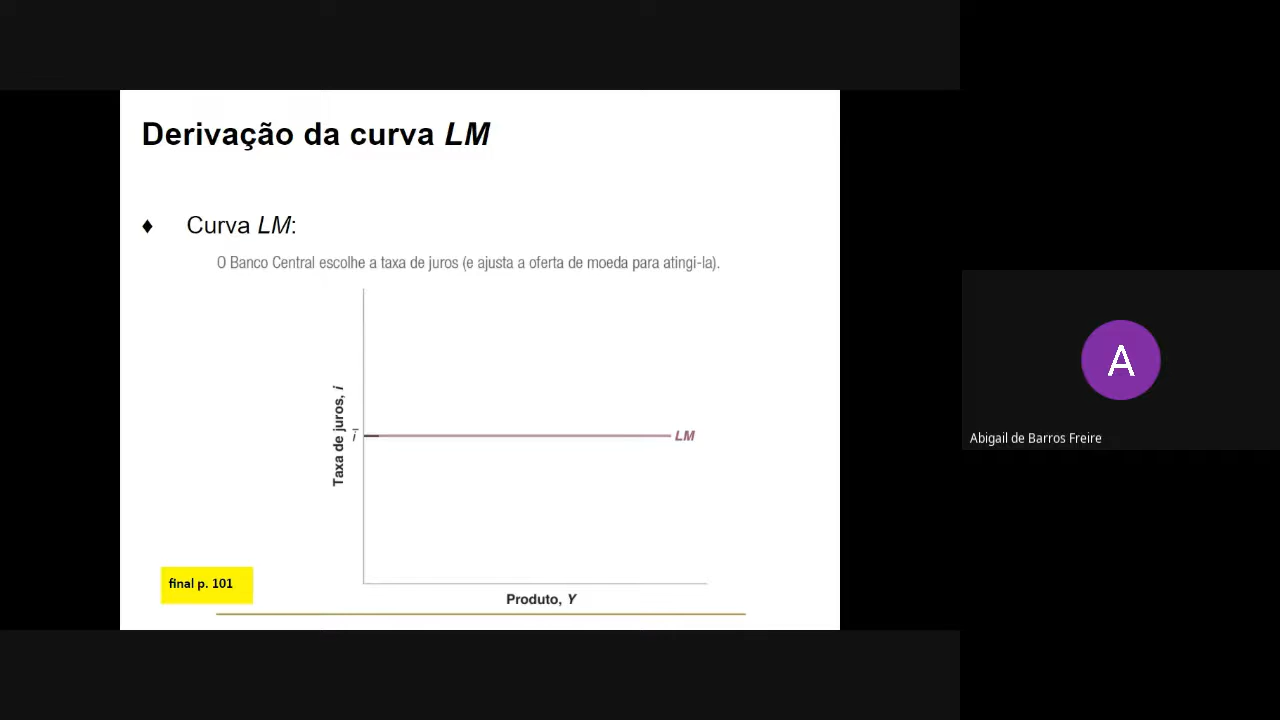 Derivação da curva LM
♦ Curva LM:
O Banco Central escolhe a taxa de juros (e ajusta a oferta de moeda para atingi-la).
Taxa de juros, i
i̅
LM
Produto, Y
final p. 101
A
Abigail de Barros Freire